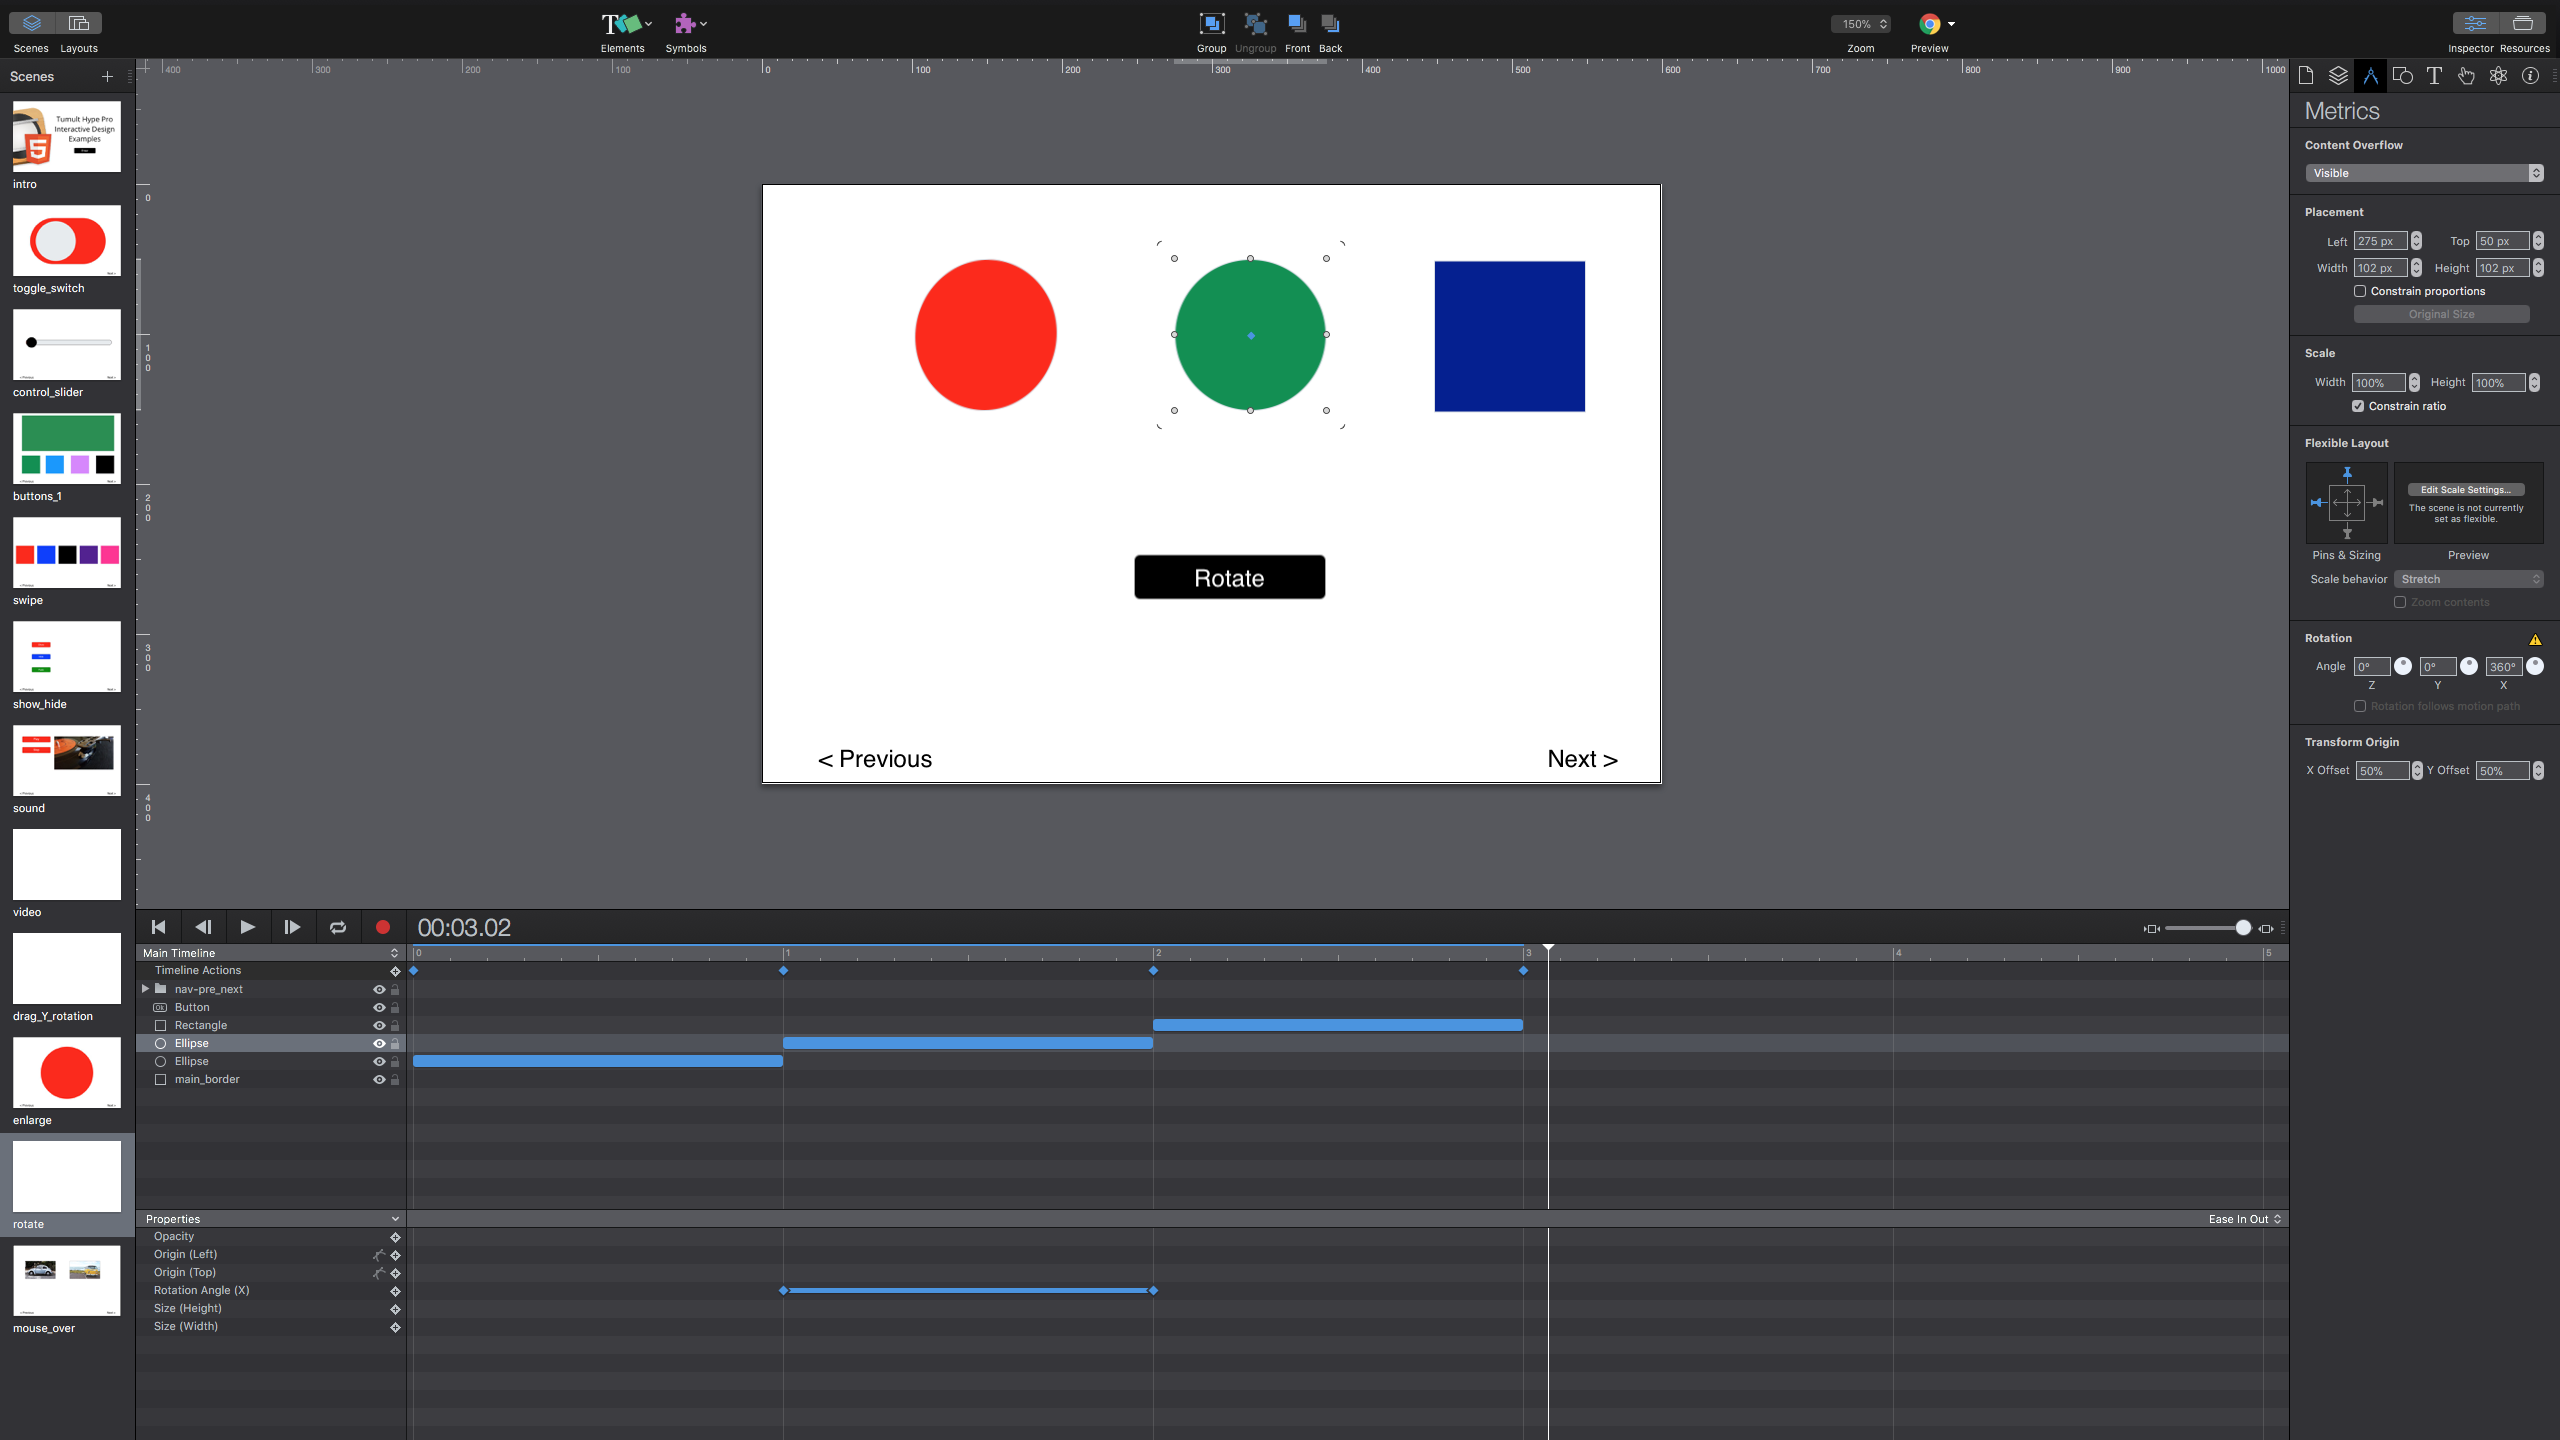 Scenes Layouts
Elements Symbols
Group Ungroup Front Back
150%
Zoom Preview
Inspector Resources
Scenes
400 300 200 100 0 100 200 300 400 500 600 700 800 900 1000
Tumult Hype Pro
Interactive Design
Examples
intro
toggle_switch
control_slider
buttons_1
swipe
show_hide
sound
video
drag_Y_rotation
enlarge
rotate
mouse_over
0
100
200
300
400
Rotate
< Previous Next >
Metrics
Content Overflow
Visible
Placement
Left 275 px Top 50 px
Width 102 px Height 102 px
Constrain proportions
Original Size
Scale
Width 100% Height 100%
Constrain ratio
Flexible Layout
Edit Scale Settings...
The scene is not currently
set as flexible.
Pins & Sizing Preview
Scale behavior Stretch
Zoom contents
Rotation
Angle 0° 0° 360°
Z Y X
Rotation follows motion path
Transform Origin
X Offset 50% Y Offset 50%
00:03.02
Main Timeline 0 1 2 3 4 5
Timeline Actions
nav-pre_next
Button
Rectangle
Ellipse
Ellipse
main_border
Properties Ease In Out
Opacity
Origin (Left)
Origin (Top)
Rotation Angle (X)
Size (Height)
Size (Width)